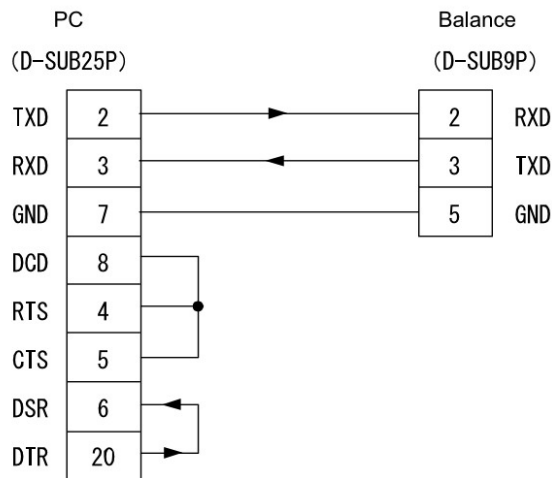 PC Balance
(D-SUB25P) (D-SUB9P)
TXD 2 2 RXD
RXD 3 3 TXD
GND 7 5 GND
DCD 8
RTS 4
CTS 5
DSR 6
DTR 20